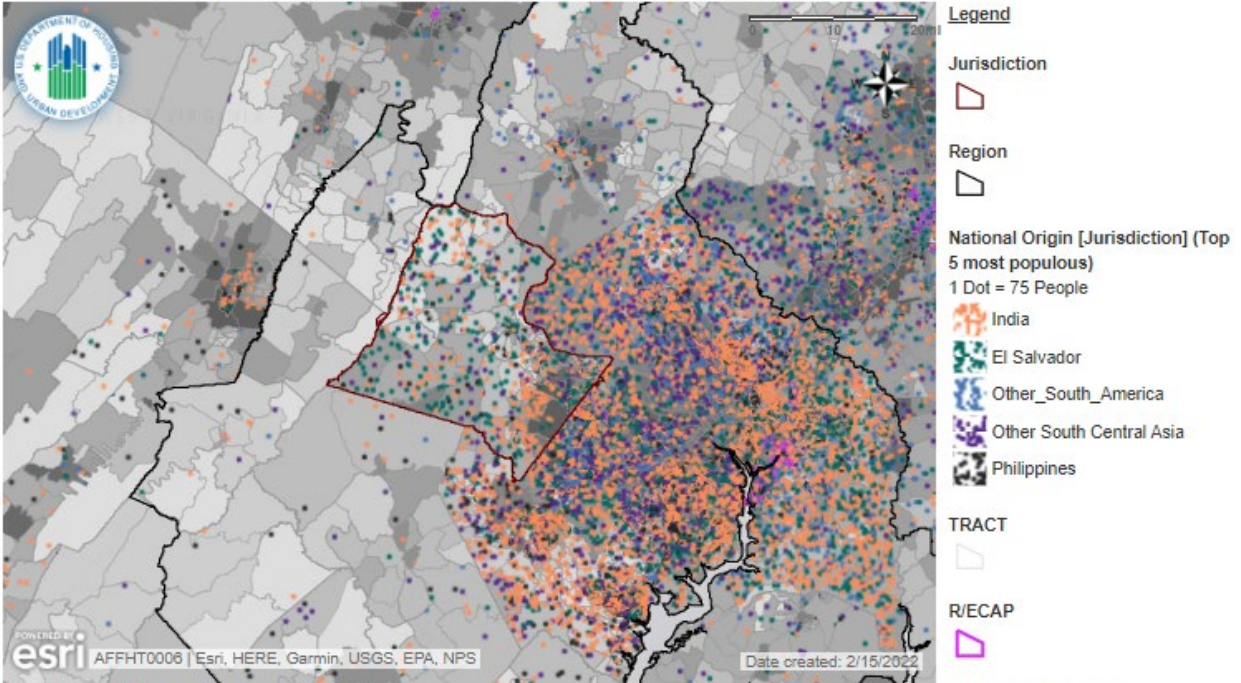 U.S. DEPARTMENT OF HOUSING
AND URBAN DEVELOPMENT
0 10 20mi
N
S
POWERED BY
esri
AFFHT0006 | Esri, HERE, Garmin, USGS, EPA, NPS
Date created: 2/15/2022
Legend
Jurisdiction
Region
National Origin [Jurisdiction] (Top
5 most populous)
1 Dot = 75 People
India
El Salvador
Other_South_America
Other South Central Asia
Philippines
TRACT
R/ECAP